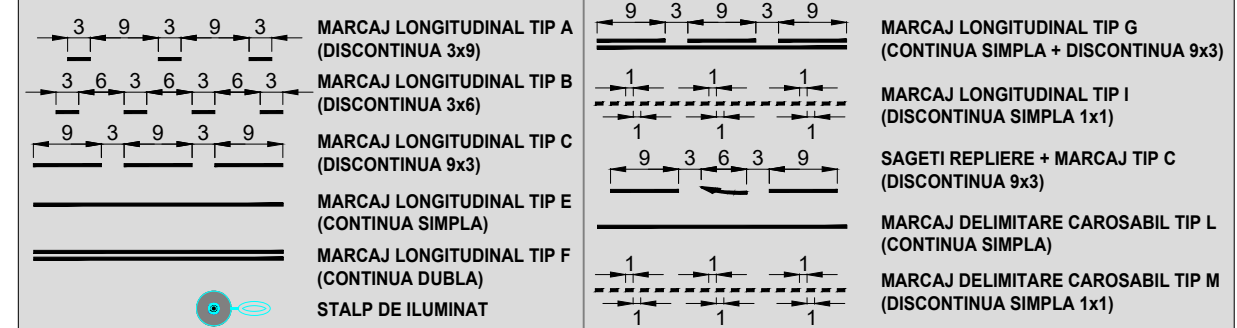 3 9 3 9 3
MARCAJ LONGITUDINAL TIP A
(DISCONTINUA 3x9)
3 6 3 6 3 6 3
MARCAJ LONGITUDINAL TIP B
(DISCONTINUA 3x6)
9 3 9 3 9
MARCAJ LONGITUDINAL TIP C
(DISCONTINUA 9x3)
MARCAJ LONGITUDINAL TIP E
(CONTINUA SIMPLA)
MARCAJ LONGITUDINAL TIP F
(CONTINUA DUBLA)
STALP DE ILUMINAT
9 3 9 3 9
MARCAJ LONGITUDINAL TIP G
(CONTINUA SIMPLA + DISCONTINUA 9x3)
1 1 1
MARCAJ LONGITUDINAL TIP I
(DISCONTINUA SIMPLA 1x1)
1 1 1
9 3 6 3 9
SAGETI REPLIERE + MARCAJ TIP C
(DISCONTINUA 9x3)
MARCAJ DELIMITARE CAROSABIL TIP L
(CONTINUA SIMPLA)
1 1 1
MARCAJ DELIMITARE CAROSABIL TIP M
(DISCONTINUA SIMPLA 1x1)
1 1 1